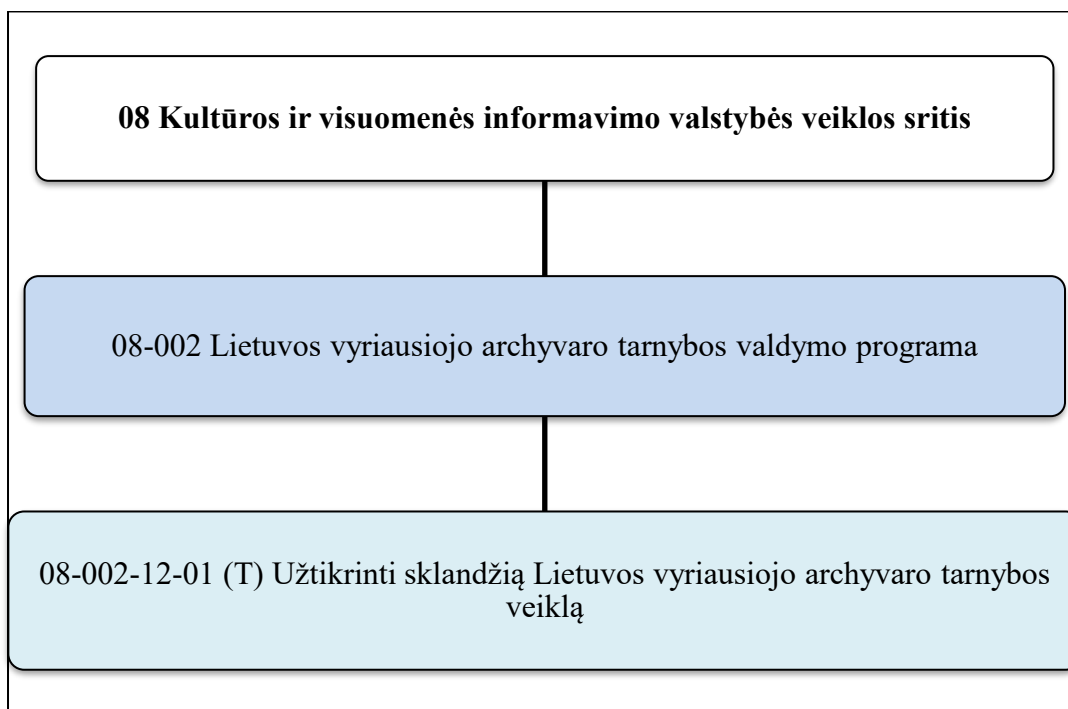 08 Kultūros ir visuomenės informavimo valstybės veiklos sritis
08-002 Lietuvos vyriausiojo archyvaro tarnybos valdymo programa
08-002-12-01 (T) Užtikrinti sklandžią Lietuvos vyriausiojo archyvaro tarnybos
veiklą